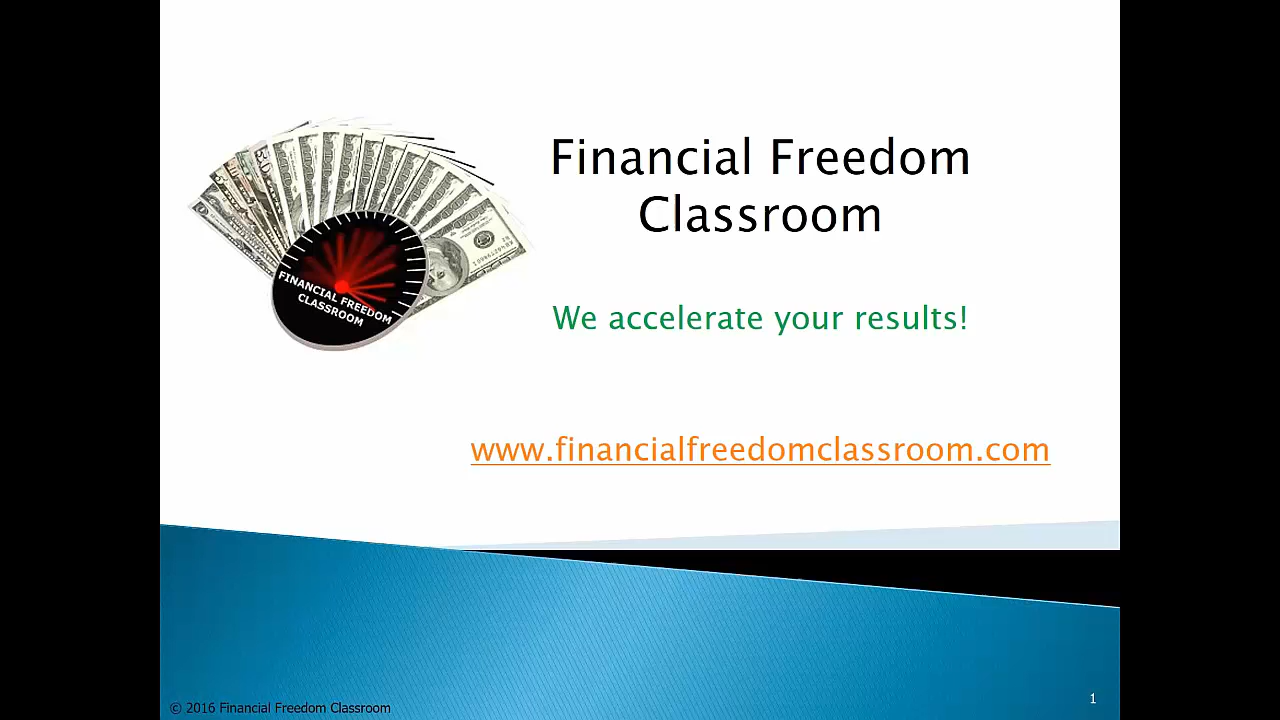 Financial Freedom
Classroom
FINANCIAL FREEDOM
CLASSROOM
We accelerate your results!
www.financialfreedomclassroom.com
© 2016 Financial Freedom Classroom
1